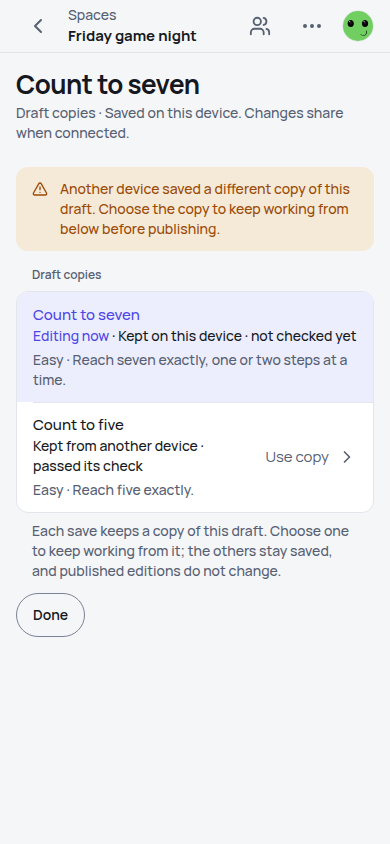 Spaces
Friday game night
Count to seven
Draft copies · Saved on this device. Changes share
when connected.
Another device saved a different copy of this
draft. Choose the copy to keep working from
below before publishing.
Draft copies
Count to seven
Editing now · Kept on this device · not checked yet
Easy · Reach seven exactly, one or two steps at a
time.
Count to five
Kept from another device ·
passed its check
Use copy
Easy · Reach five exactly.
Each save keeps a copy of this draft. Choose one
to keep working from it; the others stay saved,
and published editions do not change.
Done